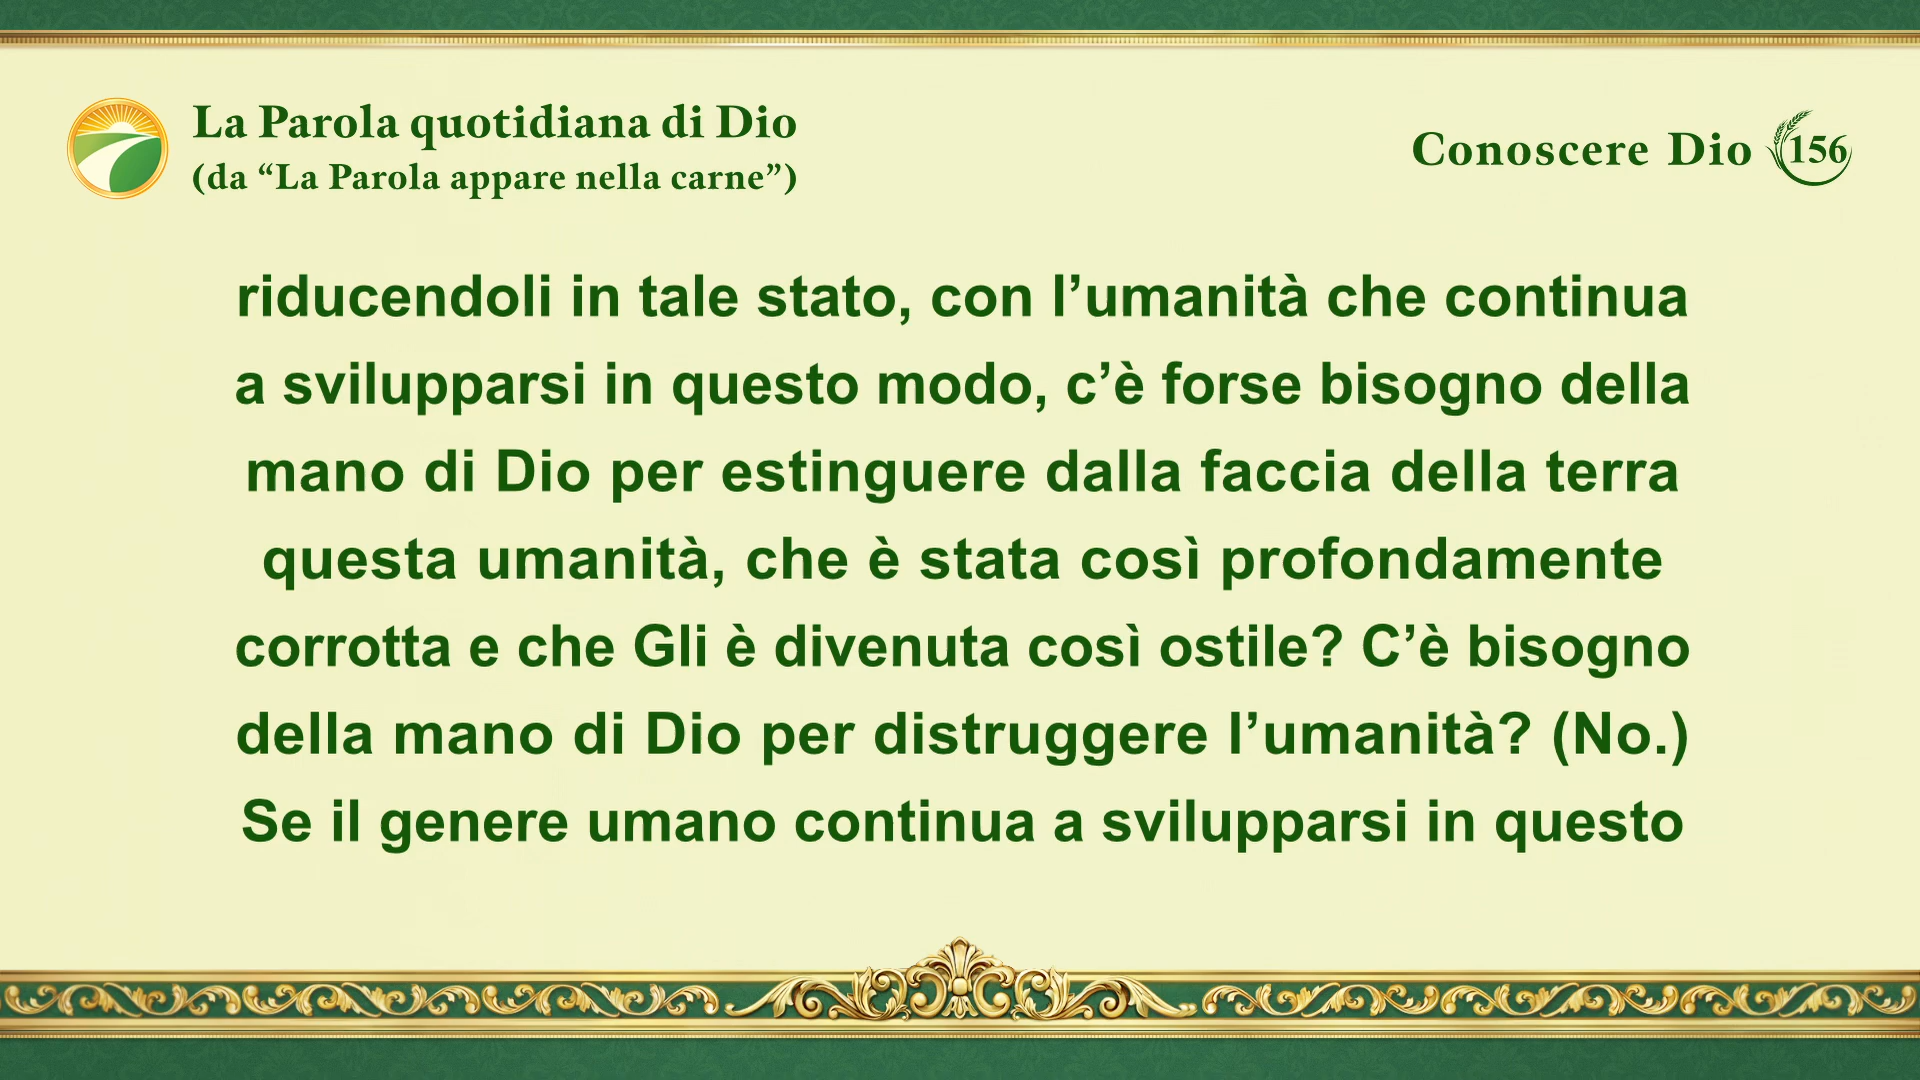 La Parola quotidiana di Dio
(da “La Parola appare nella carne”)
Conoscere Dio 156
riducendoli in tale stato, con l’umanità che continua
a svilupparsi in questo modo, c’è forse bisogno della
mano di Dio per estinguere dalla faccia della terra
questa umanità, che è stata così profondamente
corrotta e che Gli è divenuta così ostile? C’è bisogno
della mano di Dio per distruggere l’umanità? (No.)
Se il genere umano continua a svilupparsi in questo